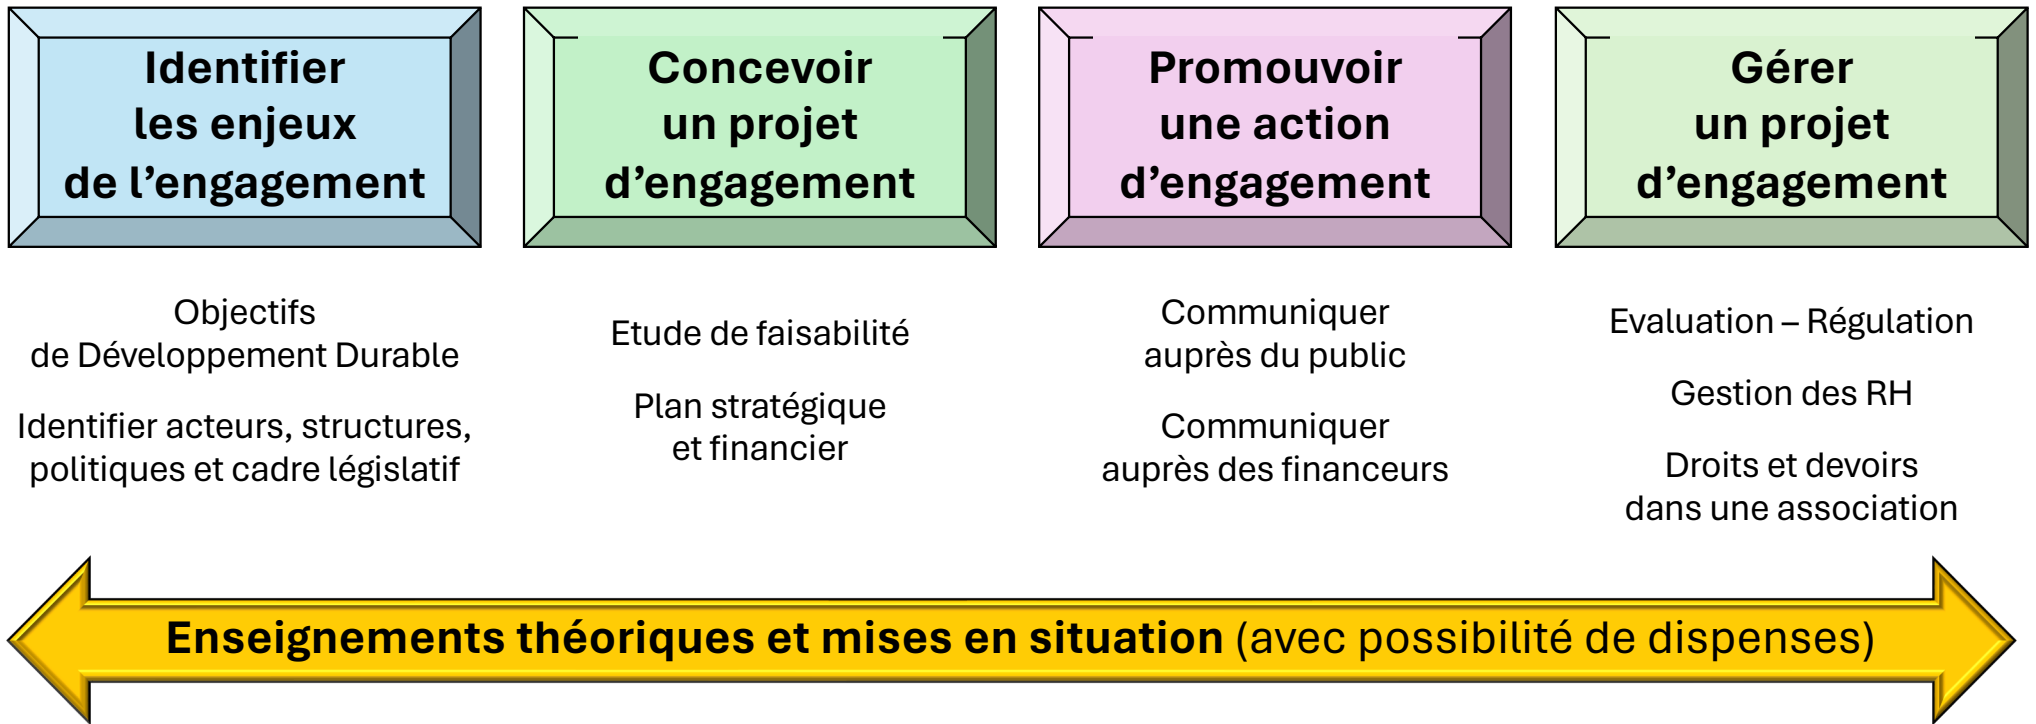 Identifier
les enjeux
de l’engagement
Objectifs
de Développement Durable
Identifier acteurs, structures,
politiques et cadre législatif
Concevoir
un projet
d’engagement
Etude de faisabilité
Plan stratégique
et financier
Promouvoir
une action
d’engagement
Communiquer
auprès du public
Communiquer
auprès des financeurs
Gérer
un projet
d’engagement
Evaluation – Régulation
Gestion des RH
Droits et devoirs
dans une association
Enseignements théoriques et mises en situation (avec possibilité de dispenses)